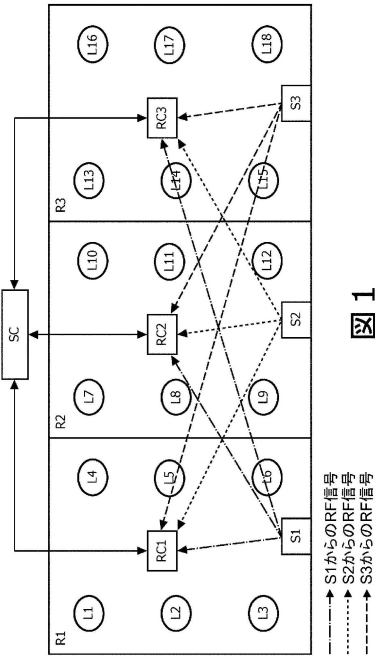 SC
R1
R2
R3
L1
L4
L7
L10
L13
L16
RC1
RC2
RC3
L2
L5
L8
L11
L14
L17
L3
L6
L9
L12
L15
L18
S1
S2
S3
S1からのRF信号
S2からのRF信号
S3からのRF信号
図 1